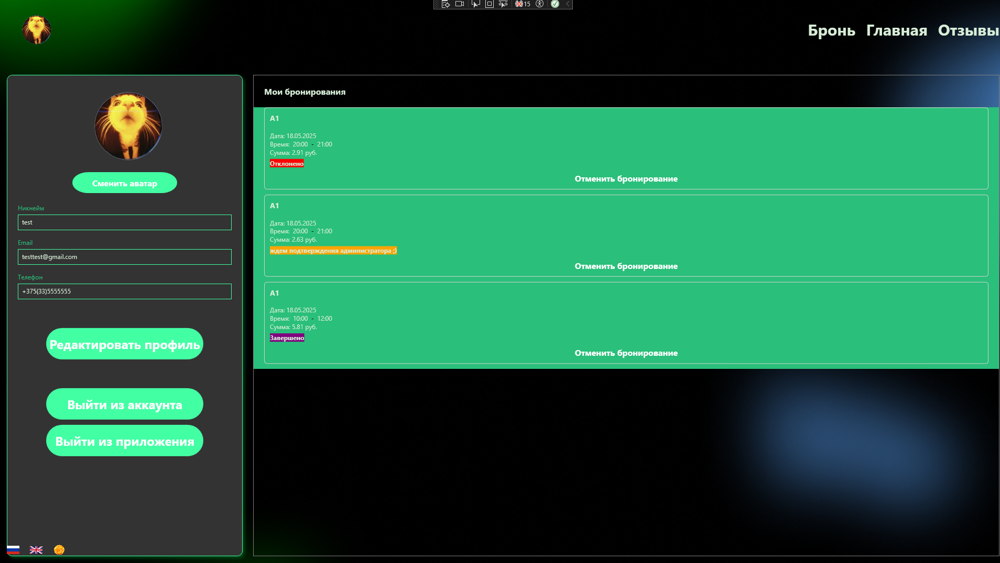 15
Бронь Главная Отзывы
Сменить аватар
Никнейм
test
Email
testtest@gmail.com
Телефон
+375(33)5555555
Редактировать профиль
Выйти из аккаунта
Выйти из приложения
Мои бронирования
A1
Дата: 18.05.2025
Время: 20:00 - 21:00
Сумма: 2.91 руб.
Отклонено
Отменить бронирование
A1
Дата: 18.05.2025
Время: 20:00 - 21:00
Сумма: 2.63 руб.
ждем подтверждения администратора ;)
Отменить бронирование
A1
Дата: 18.05.2025
Время: 10:00 - 12:00
Сумма: 5.81 руб.
Завершено
Отменить бронирование